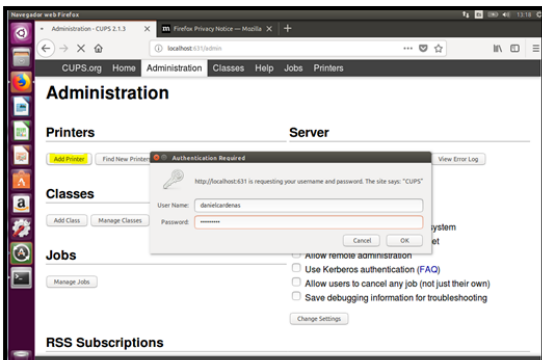 Navegador web Firefox
13:18
Administration - CUPS 2.1.3
Firefox Privacy Notice — Mozilla
localhost:631/admin
CUPS.org Home Administration Classes Help Jobs Printers
Administration
Printers
Server
Add Printer Find New Printers
View Error Log
Authentication Required
http://localhost:631 is requesting your username and password. The site says: "CUPS"
User Name: danielcardenas
Password: •••••••••
Cancel OK
Classes
Add Class Manage Classes
ystem
et
Jobs
Manage Jobs
Allow remote administration
Use Kerberos authentication (FAQ)
Allow users to cancel any job (not just their own)
Save debugging information for troubleshooting
Change Settings
RSS Subscriptions